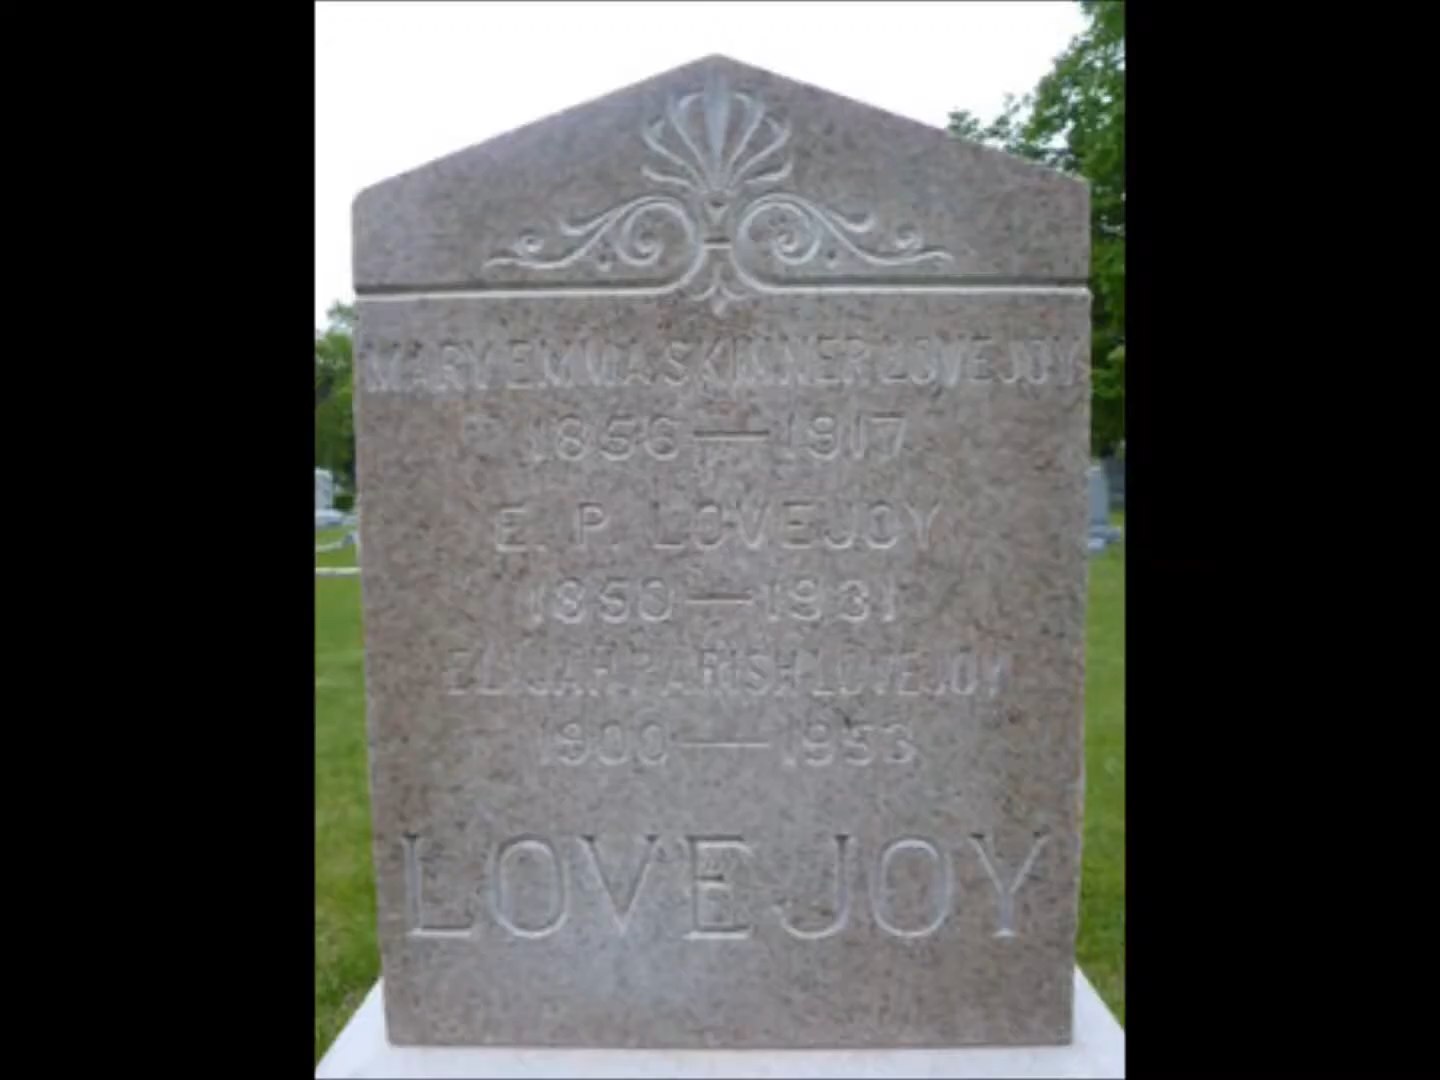 MARY EMMA SKINNER LOVEJOY
1856—1917
E. P. LOVEJOY
1850—1931
ELIJAH PARISH LOVEJOY
1900—1953
LOVEJOY